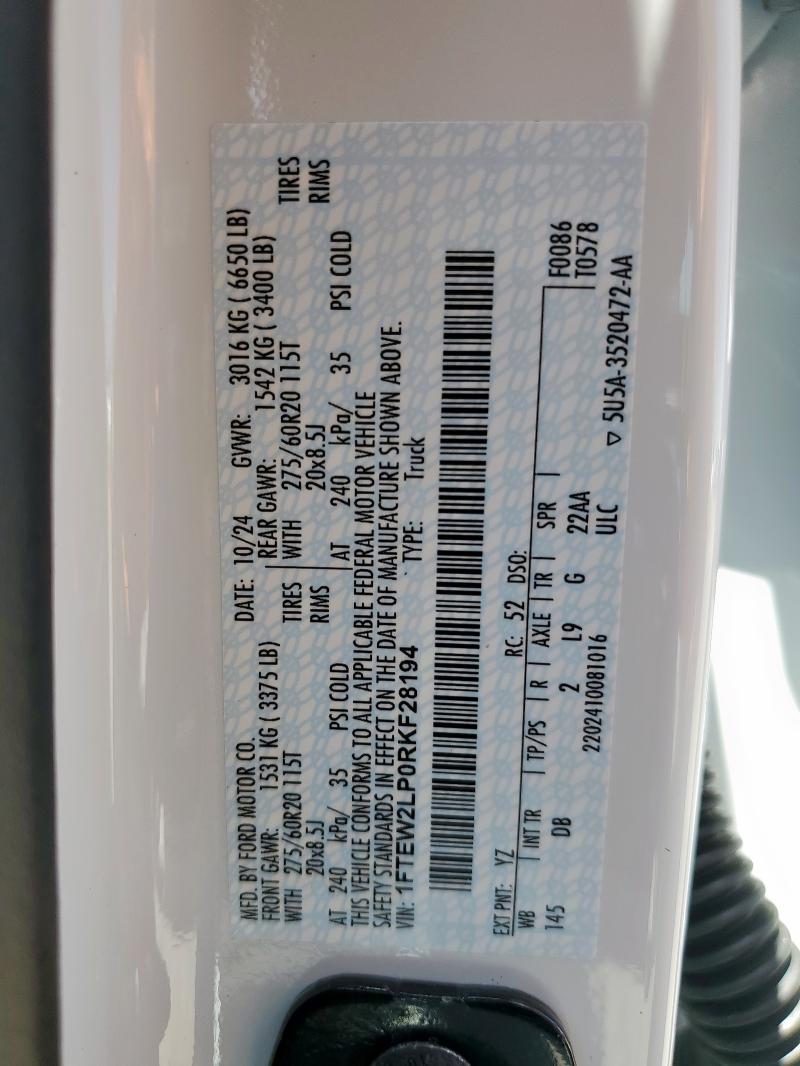 MFD. BY FORD MOTOR CO. DATE: 10/24 GVWR: 3016 KG ( 6650 LB)
FRONT GAWR: 1531 KG ( 3375 LB) REAR GAWR: 1542 KG ( 3400 LB)
WITH 275/60R20 115T TIRES WITH 275/60R20 115T TIRES
20x8.5J RIMS 20x8.5J RIMS
AT 240 kPa/ 35 PSI COLD AT 240 kPa/ 35 PSI COLD
THIS VEHICLE CONFORMS TO ALL APPLICABLE FEDERAL MOTOR VEHICLE
SAFETY STANDARDS IN EFFECT ON THE DATE OF MANUFACTURE SHOWN ABOVE.
VIN: 1FTEW2LP0RKF28194 TYPE: Truck
EXT PNT: YZ RC: 52 DSO: F0086
WB INT TR TP/PS R AXLE TR SPR T0578
145 DB 2 L9 G 22AA
2202410081016 ULC
▽ 5U5A-3520472-AA